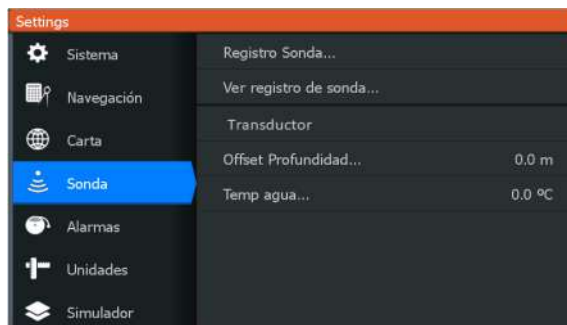 Settings
Sistema
Navegación
Carta
Sonda
Alarmas
Unidades
Simulador
Registro Sonda...
Ver registro de sonda...
Transductor
Offset Profundidad... 0.0 m
Temp agua... 0.0 ºC